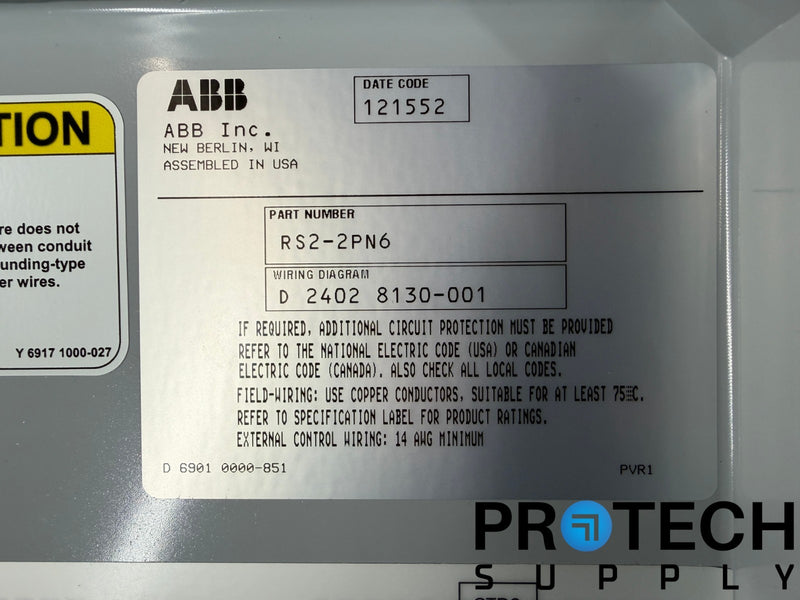 TION
re does not
ween conduit
unding-type
er wires.
Y 6917 1000-027
ABB
ABB Inc.
NEW BERLIN, WI
ASSEMBLED IN USA
DATE CODE
121552
PART NUMBER
RS2-2PN6
WIRING DIAGRAM
D 2402 8130-001
IF REQUIRED, ADDITIONAL CIRCUIT PROTECTION MUST BE PROVIDED
REFER TO THE NATIONAL ELECTRIC CODE (USA) OR CANADIAN
ELECTRIC CODE (CANADA). ALSO CHECK ALL LOCAL CODES.
FIELD-WIRING: USE COPPER CONDUCTORS, SUITABLE FOR AT LEAST 75 C.
REFER TO SPECIFICATION LABEL FOR PRODUCT RATINGS.
EXTERNAL CONTROL WIRING: 14 AWG MINIMUM
D 6901 0000-851
PVR1
PROTECH
SUPPLY